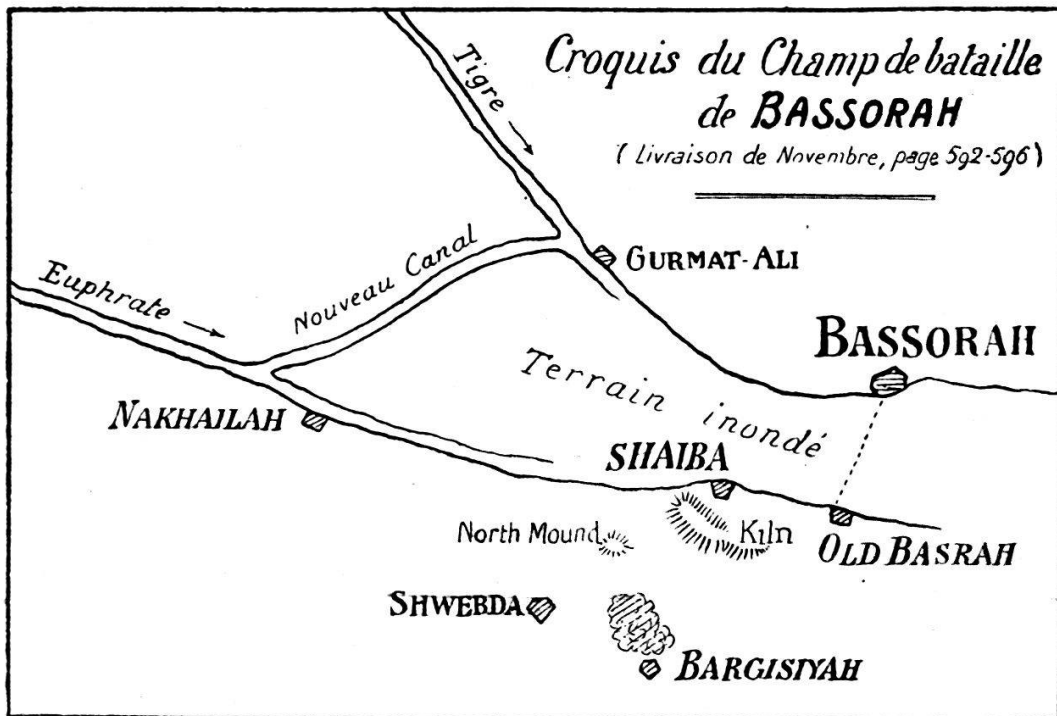 Croquis du Champ de bataille
de BASSORAH
( Livraison de Novembre, page 592-596 )
Tigre
GURMAT-ALI
Nouveau Canal
Euphrate
BASSORAH
Terrain inondé
NAKHAILAH
SHAIBA
North Mound
Kiln
OLD BASRAH
SHWEBDA
BARGISIYAH